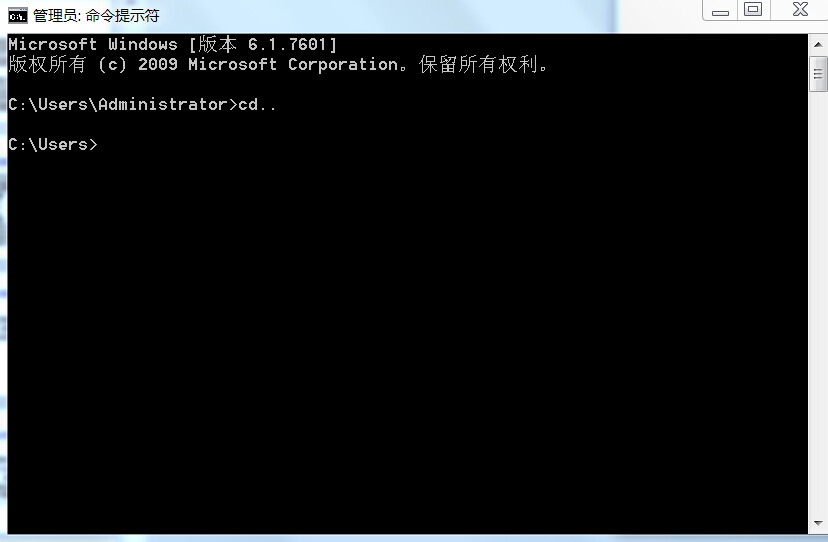 管理员: 命令提示符
Microsoft Windows [版本 6.1.7601]
版权所有 (c) 2009 Microsoft Corporation。保留所有权利。
C:\Users\Administrator>cd..
C:\Users>